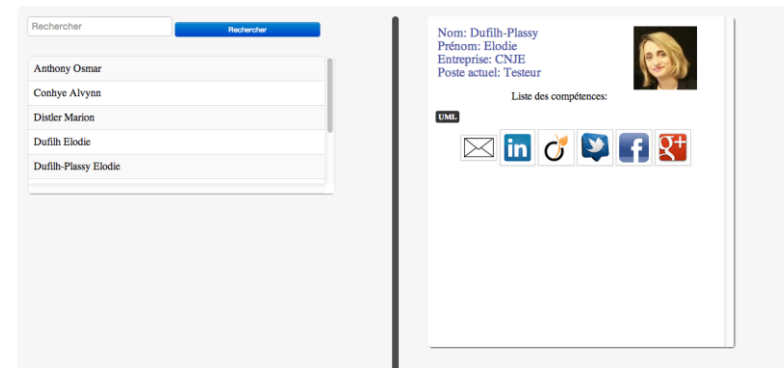 Rechercher
Rechercher
Anthony Osmar
Conhye Alvynn
Distler Marion
Dufilh Elodie
Dufilh-Plassy Elodie
Nom: Dufilh-Plassy
Prénom: Elodie
Entreprise: CNJE
Poste actuel: Testeur
Liste des compétences:
UML
in
f
g+